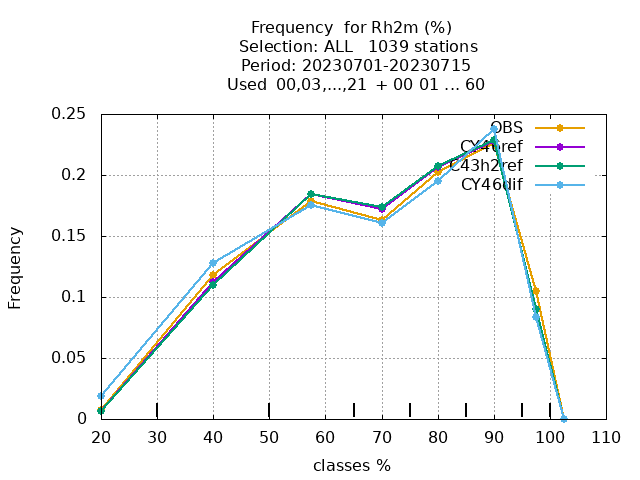 Frequency  for Rh2m (%)
Selection: ALL   1039 stations
Period: 20230701-20230715
Used  00,03,...,21  + 00 01 ... 60
0.25
0.2
0.15
0.1
0.05
0
Frequency
OBS
CY46ref
C43h2ref
CY46dif
20 30 40 50 60 70 80 90 100 110
classes %